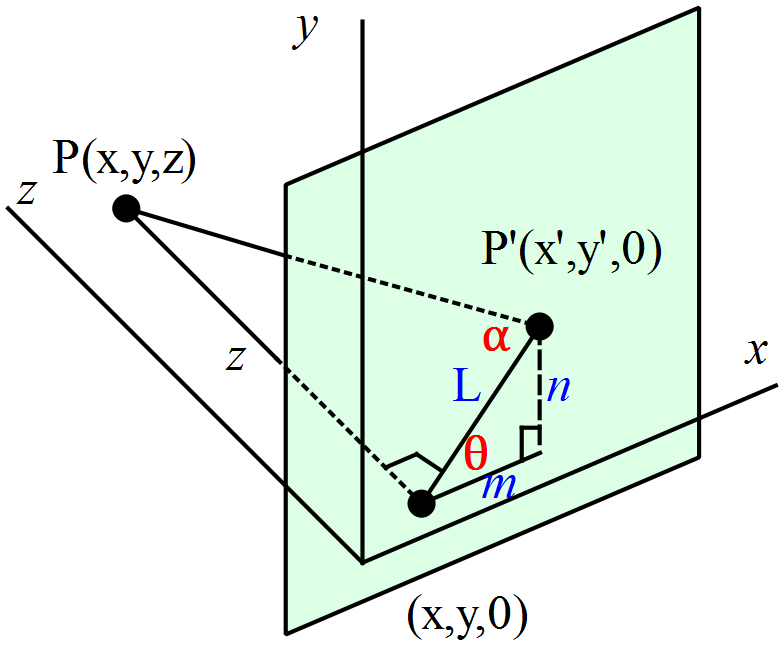 y
P(x,y,z)
z
P'(x',y',0)
α
x
z
L
n
θ
m
(x,y,0)